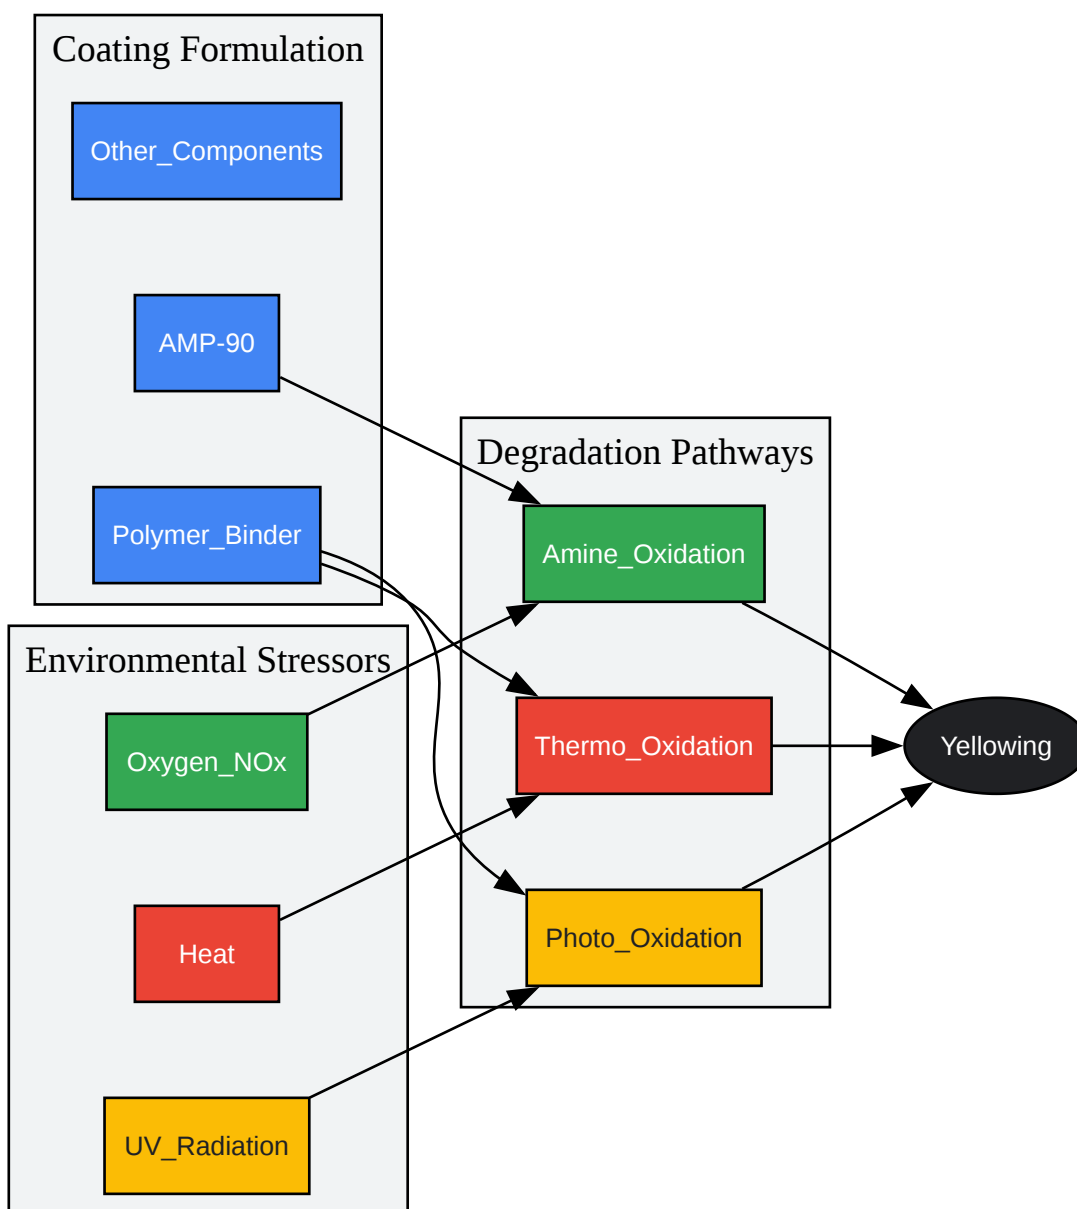 Coating Formulation
Other_Components
AMP-90
Polymer_Binder
Environmental Stressors
Oxygen_NOx
Heat
UV_Radiation
Degradation Pathways
Amine_Oxidation
Thermo_Oxidation
Photo_Oxidation
Yellowing